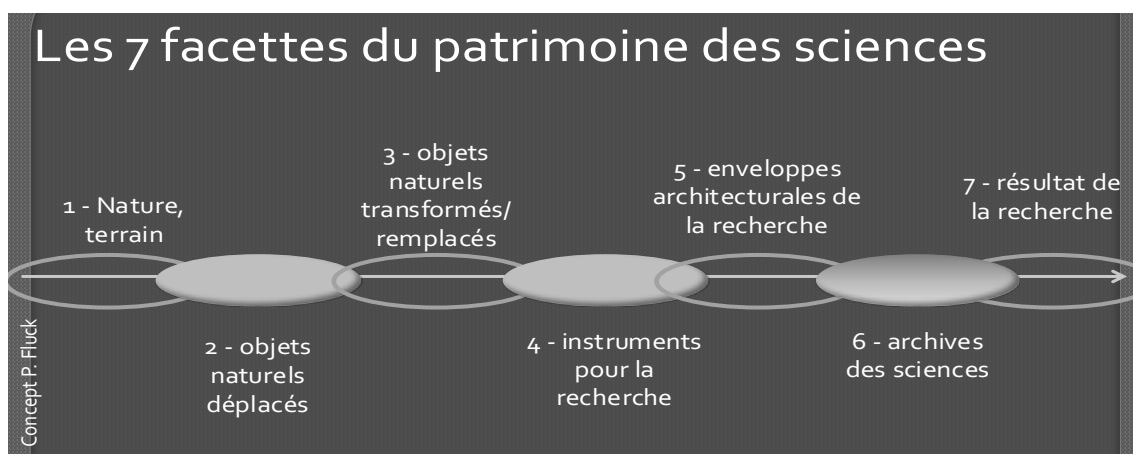 Les 7 facettes du patrimoine des sciences
1 - Nature,
terrain
2 - objets
naturels
déplacés
3 - objets
naturels
transformés/
remplacés
4 - instruments
pour la
recherche
5 - enveloppes
architecturales de
la recherche
6 - archives
des sciences
7 - résultat de
la recherche
Concept P. Fluck